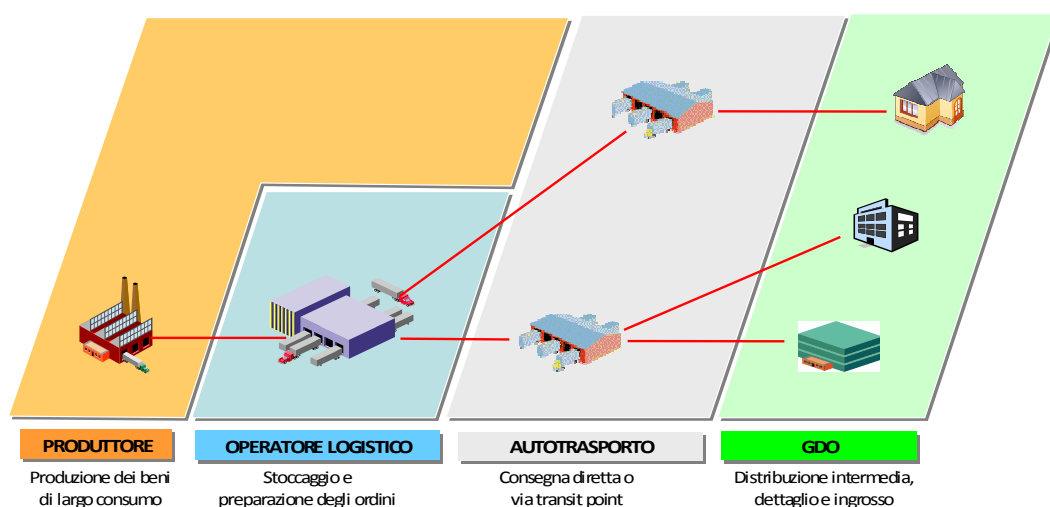 PRODUTTORE
Produzione dei beni
di largo consumo
OPERATORE LOGISTICO
Stoccaggio e
preparazione degli ordini
AUTOTRASPORTO
Consegna diretta o
via transit point
GDO
Distribuzione intermedia,
dettaglio e ingrosso